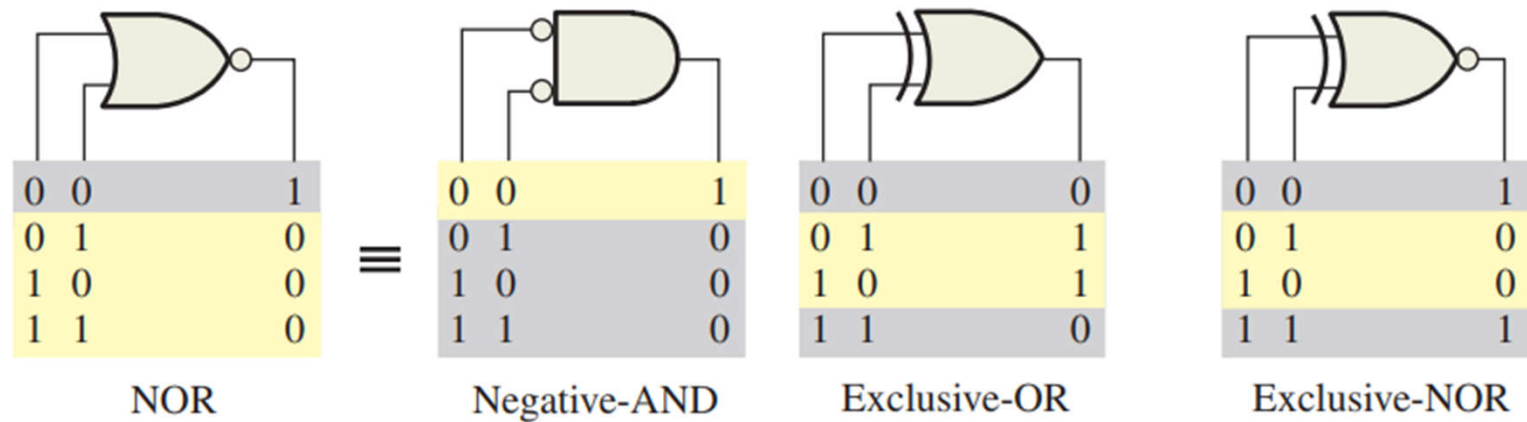 0 0 1 0 0 1 0 0 0 0 0 1
0 1 0 ≡ 0 1 0 0 1 1 0 1 0
1 0 0 1 0 0 1 0 1 1 0 0
1 1 0 1 1 0 1 1 0 1 1 1
NOR Negative-AND Exclusive-OR Exclusive-NOR